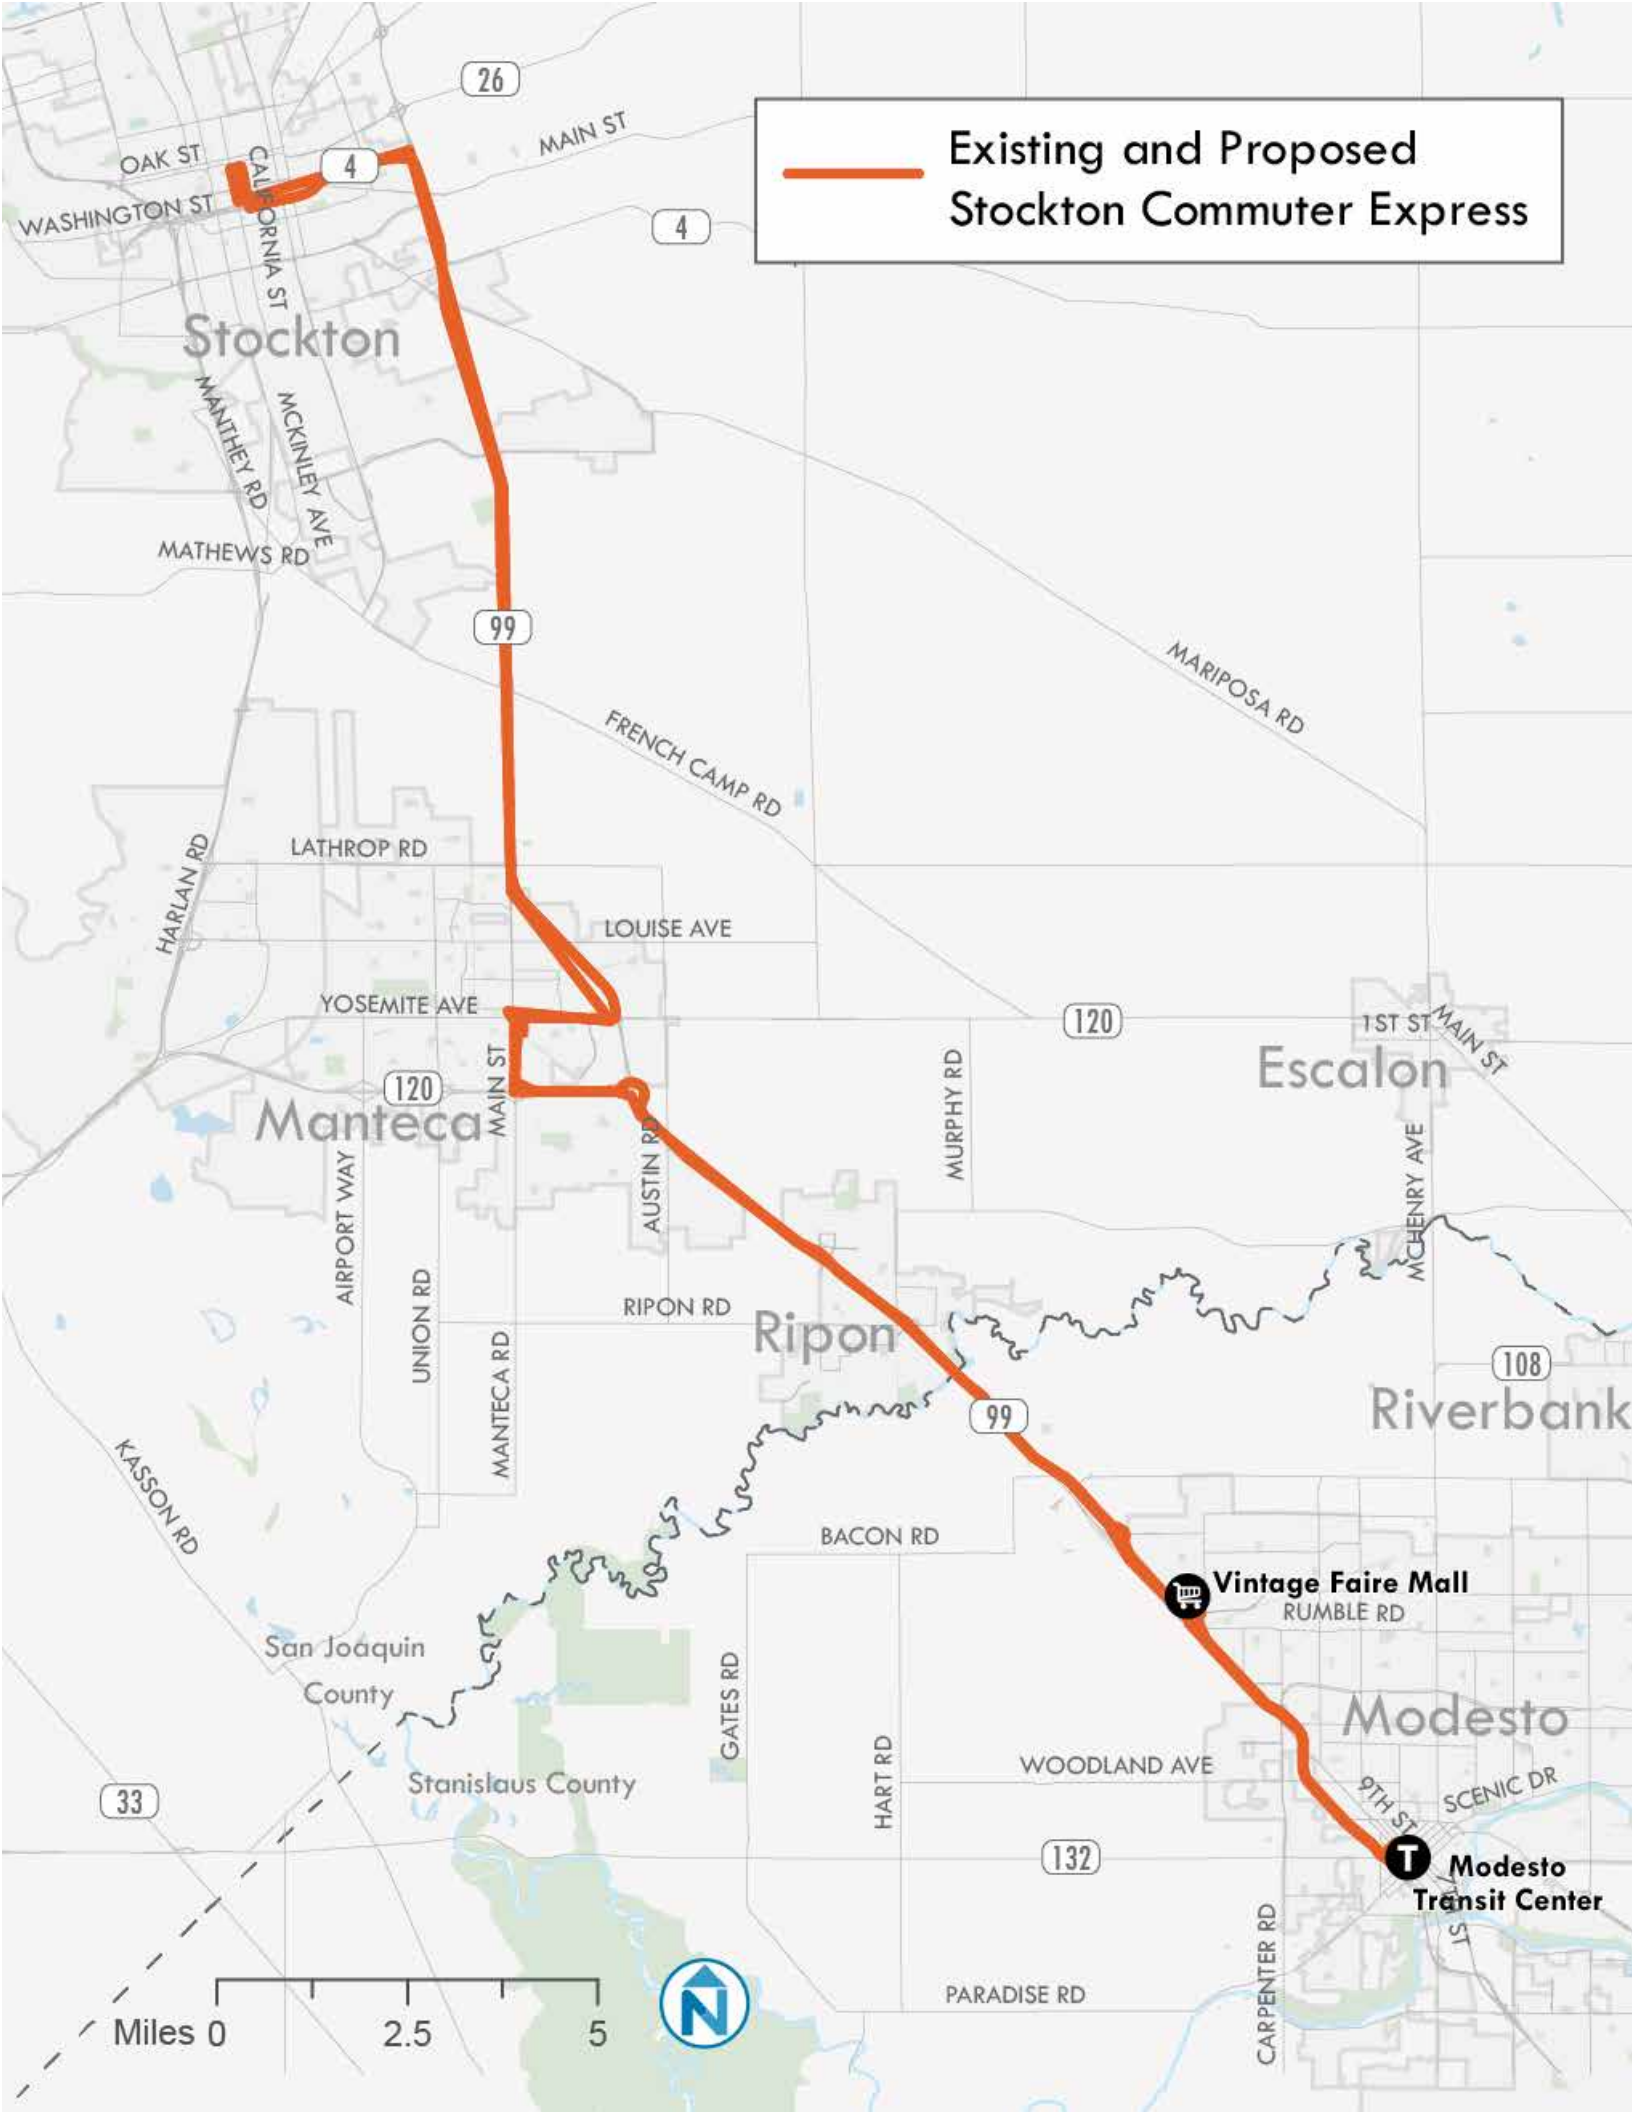 26
Existing and Proposed
Stockton Commuter Express
MAIN ST
OAK ST
CALIFORNIA ST
4
WASHINGTON ST
4
Stockton
MANTHEY RD
MCKINLEY AVE
MATHEWS RD
99
MARIPOSA RD
FRENCH CAMP RD
LATHROP RD
HARLAN RD
LOUISE AVE
YOSEMITE AVE
120
1ST ST
MAIN ST
Escalon
MAIN ST
120
Manteca
MURPHY RD
AUSTIN RD
MCHENRY AVE
AIRPORT WAY
UNION RD
RIPON RD
Ripon
MANTECA RD
108
Riverbank
99
KASSON RD
BACON RD
Vintage Faire Mall
RUMBLE RD
San Joaquin
County
GATES RD
Modesto
HART RD
WOODLAND AVE
Stanislaus County
9TH ST
SCENIC DR
33
132
T
Modesto
Transit Center
7TH ST
CARPENTER RD
PARADISE RD
N
Miles 0 2.5 5